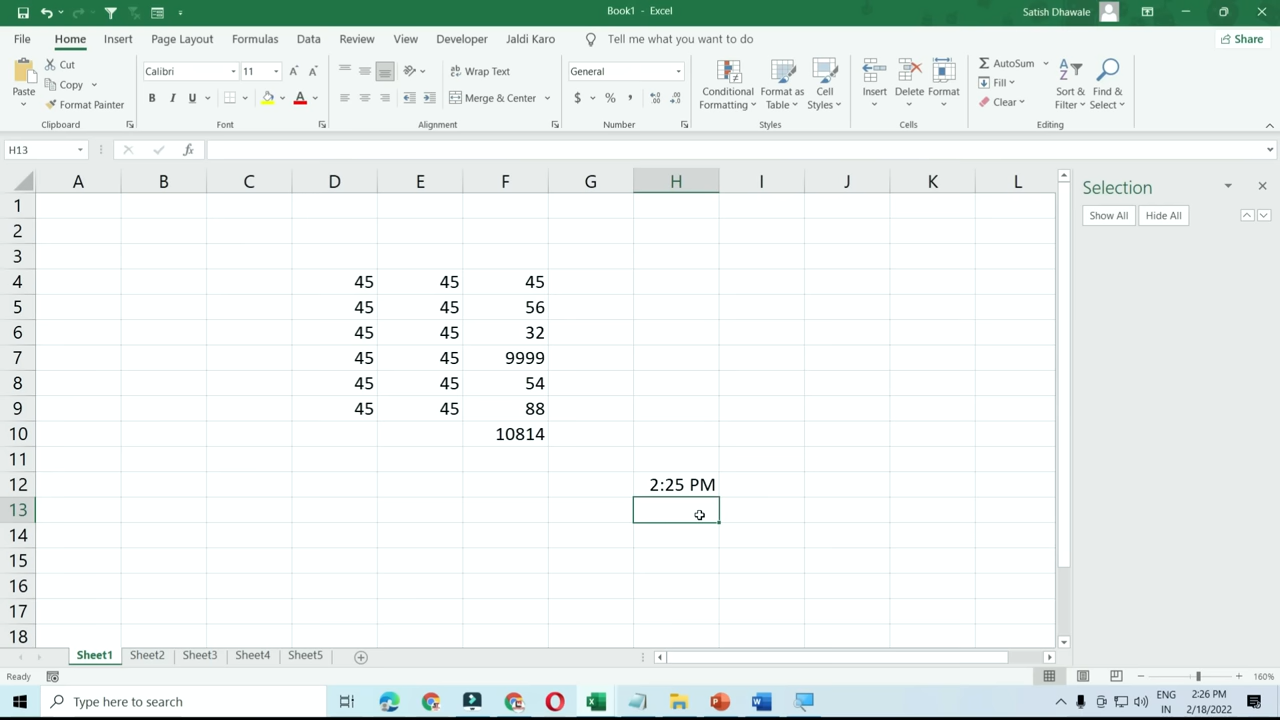 Book1 - Excel
Satish Dhawale
File Home Insert Page Layout Formulas Data Review View Developer Jaldi Karo Tell me what you want to do Share
Paste Cut Copy Format Painter Clipboard
Calibri 11 B I U Font
Wrap Text Merge & Center Alignment
General $ % , Number
Conditional Formatting Format as Table Cell Styles Styles
Insert Delete Format Cells
AutoSum Fill Clear Sort & Filter Find & Select Editing
H13 fx
A B C D E F G H I J K L
1
2
3
4 45 45 45
5 45 45 56
6 45 45 32
7 45 45 9999
8 45 45 54
9 45 45 88
10 10814
11
12 2:25 PM
13
14
15
16
17
18
Selection
Show All Hide All
Sheet1 Sheet2 Sheet3 Sheet4 Sheet5
Ready 160%
Type here to search
ENG
IN
2:26 PM
2/18/2022